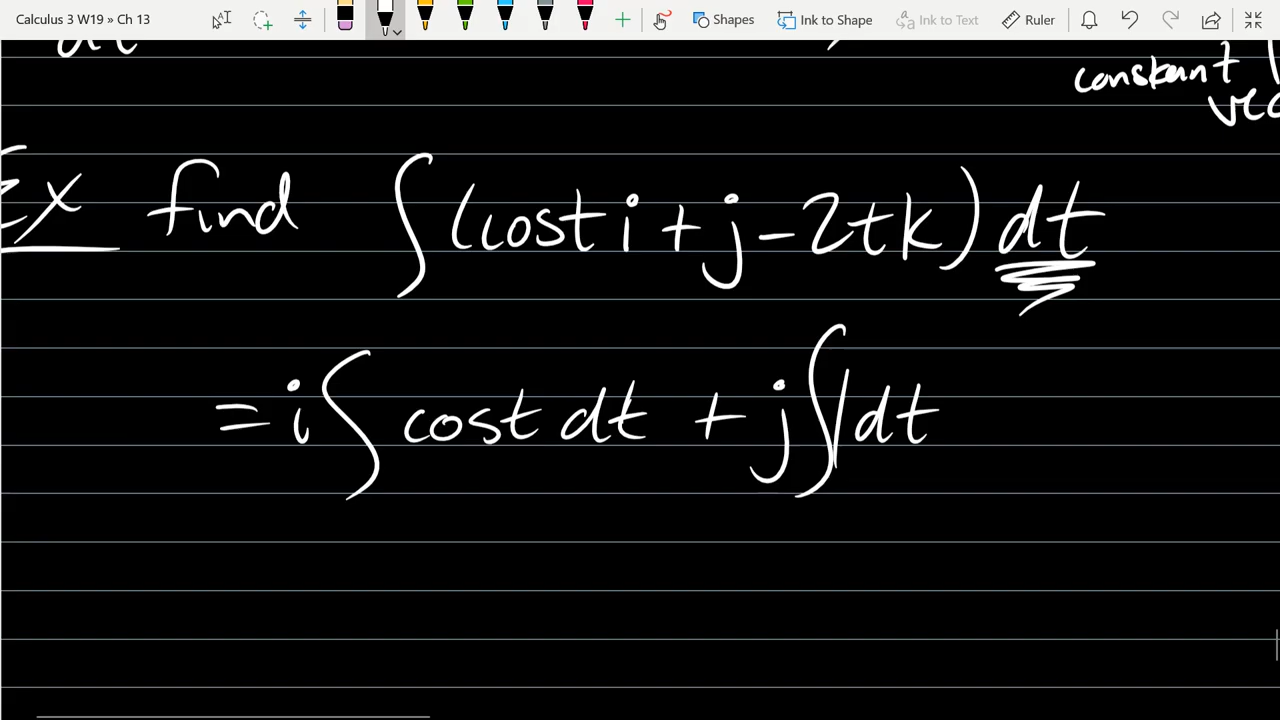 Calculus 3 W19 » Ch 13
Shapes
Ink to Shape
Ink to Text
Ruler
dt
constant
Ex find ∫(cost i + j - 2tk) dt
= i∫ cost dt + j∫1dt